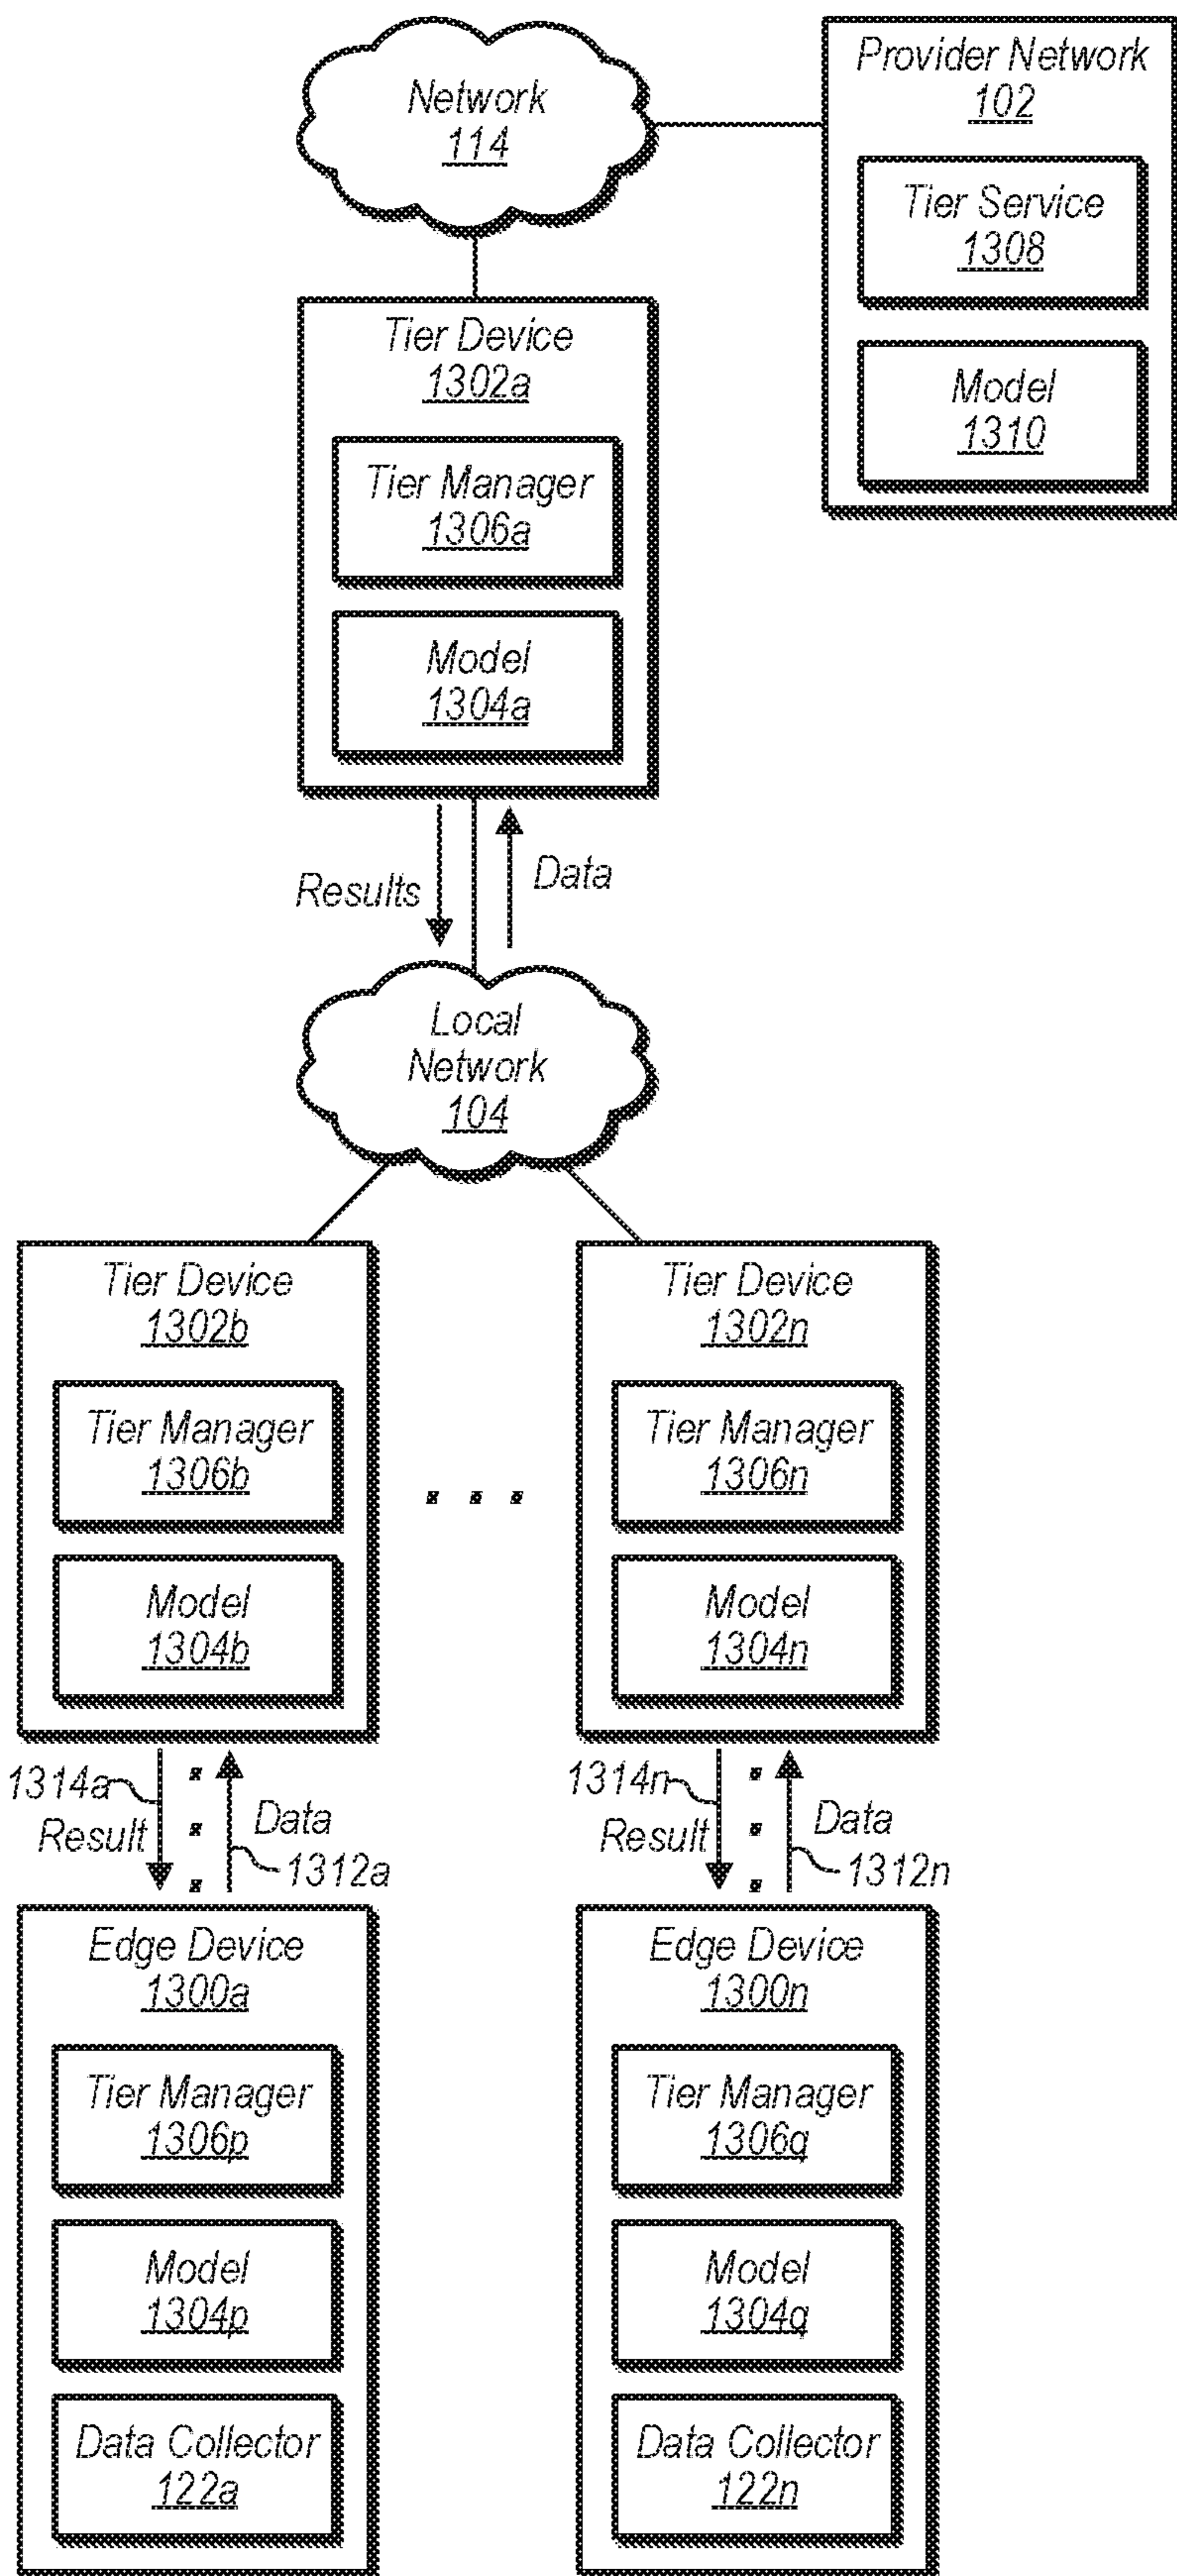 Network
114
Provider Network
102
Tier Service
1308
Model
1310
Tier Device
1302a
Tier Manager
1306a
Model
1304a
Results
Data
Local
Network
104
Tier Device
1302b
Tier Manager
1306b
Model
1304b
Tier Device
1302n
Tier Manager
1306n
Model
1304n
. . .
1314a
Result
Data
1312a
1314n
Result
Data
1312n
Edge Device
1300a
Tier Manager
1306p
Model
1304p
Data Collector
122a
Edge Device
1300n
Tier Manager
1306q
Model
1304q
Data Collector
122n